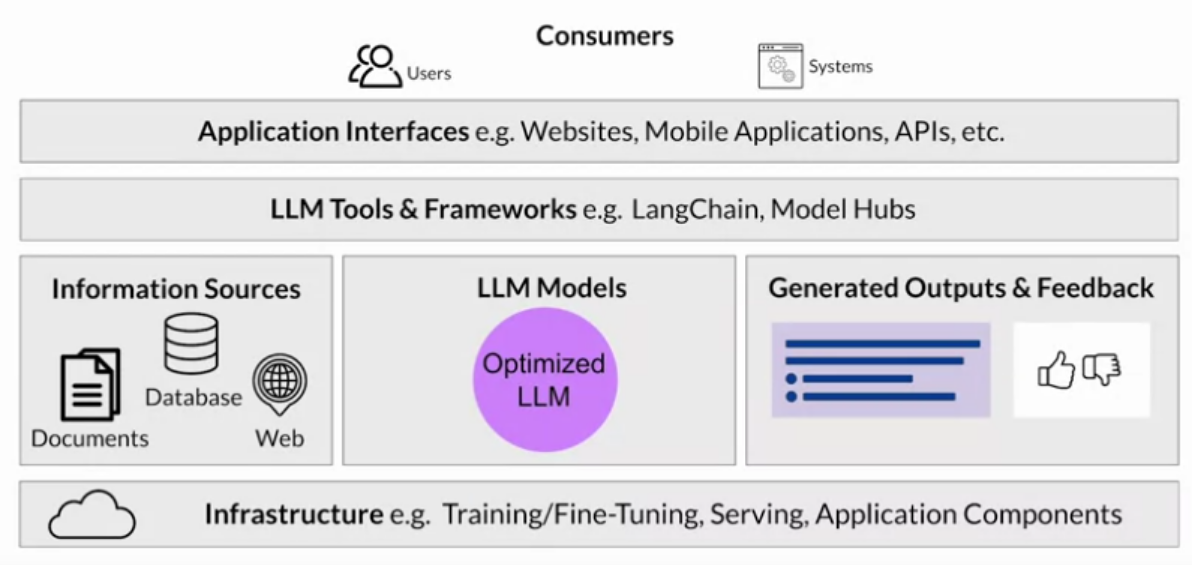 Consumers
Users
Systems
Application Interfaces e.g. Websites, Mobile Applications, APIs, etc.
LLM Tools & Frameworks e.g. LangChain, Model Hubs
Information Sources
Database
Documents
Web
LLM Models
Optimized
LLM
Generated Outputs & Feedback
Infrastructure e.g. Training/Fine-Tuning, Serving, Application Components